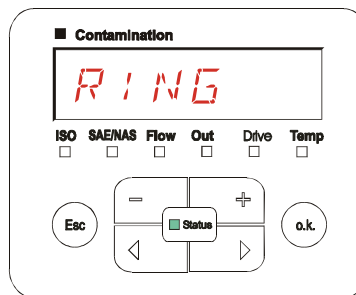 Contamination
RING
ISO SAE/NAS Flow Out Drive Temp
− +
Esc Status o.k.